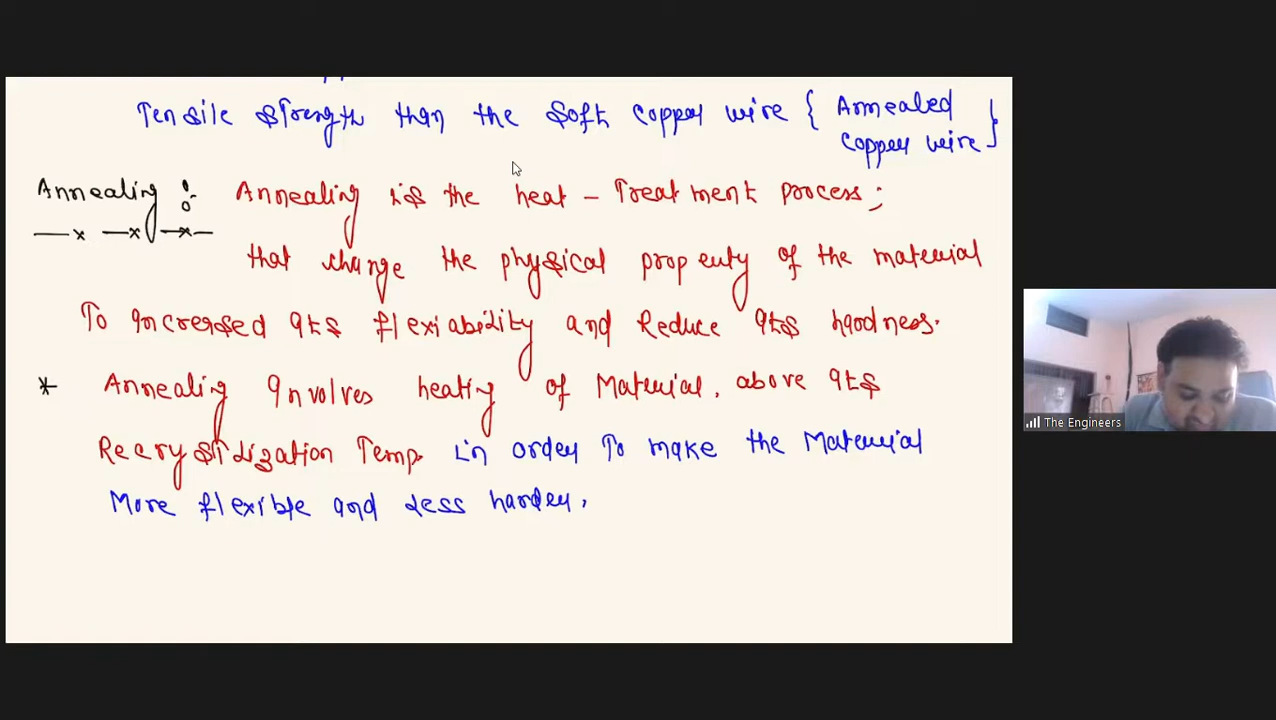 Tensile strength than the soft copper wire { Annealed
copper wire }
Annealing : Annealing is the heat - Treatment process ;
that change the physical property of the material
To increased its flexiability and Reduce its hardness.
* Annealing involves heating of Material, above its
Recrystilization Temp. in order To make the Material
More flexible and less harder.
The Engineers